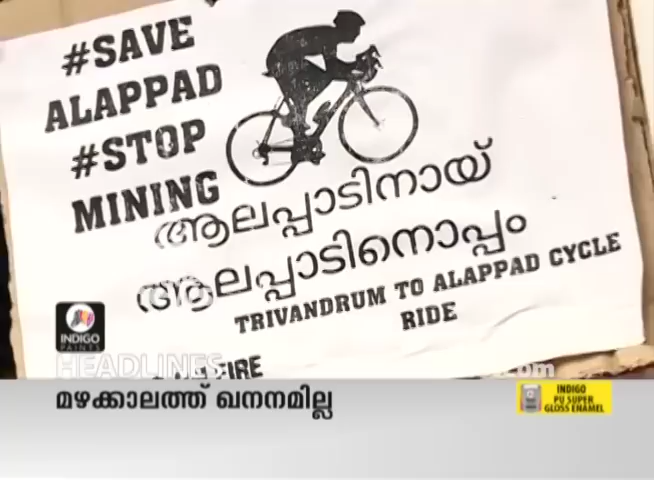 #SAVE
ALAPPAD
#STOP
MINING
ആലപ്പാടിനായ്
ആലപ്പാടിനൊപ്പം
TRIVANDRUM TO ALAPPAD CYCLE
RIDE
INDIGO
PAINTS
HEADLINES
മഴക്കാലത്ത് ഖനനമില്ല
INDIGO
PU SUPER
GLOSS ENAMEL